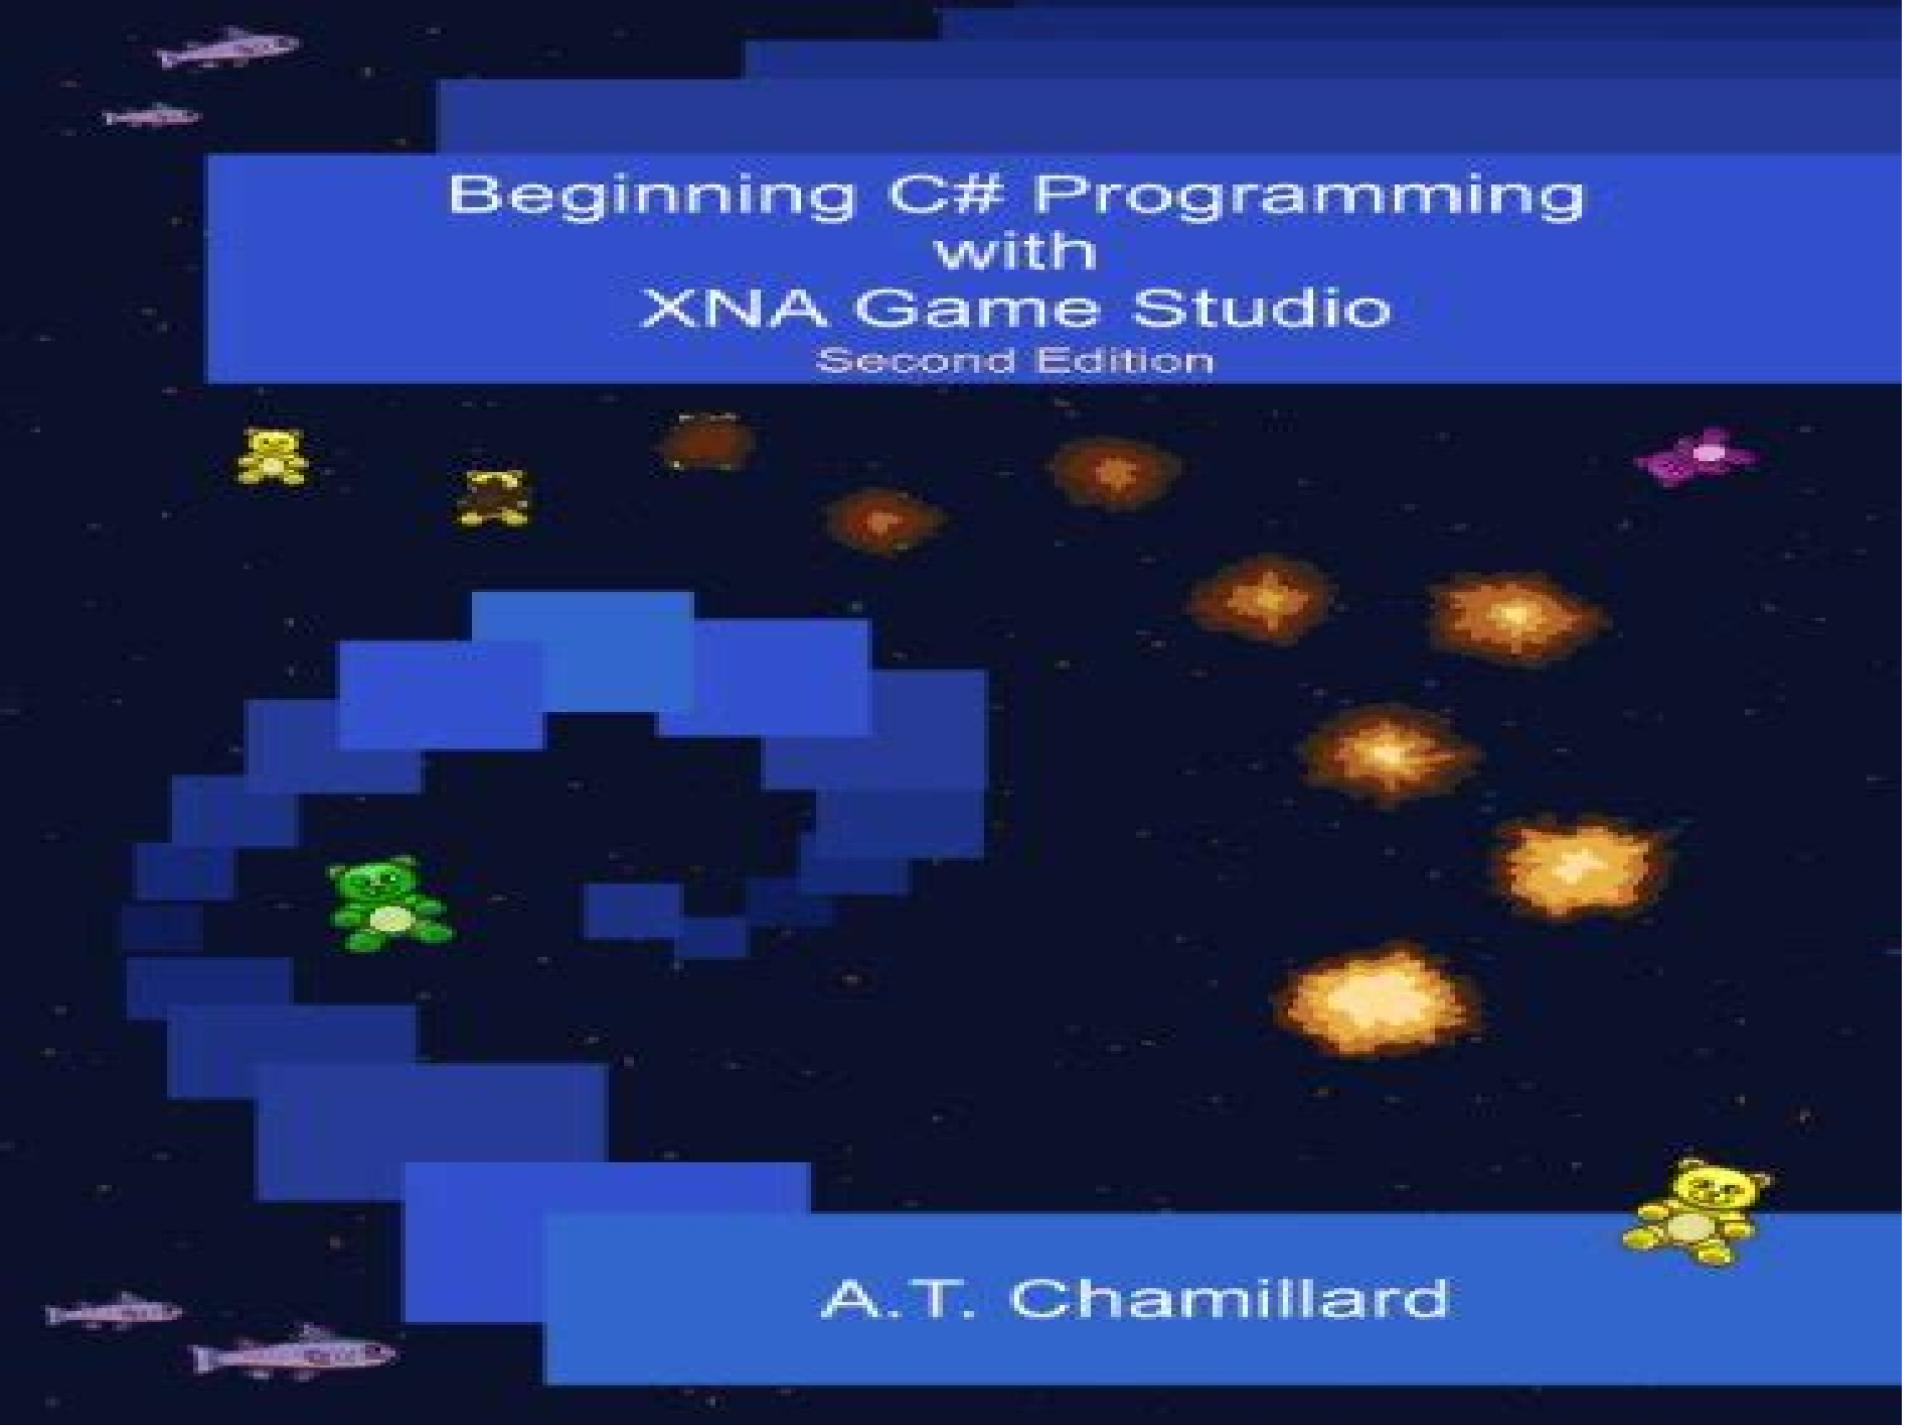 Beginning C# Programming
with
XNA Game Studio
Second Edition
A.T. Chamillard